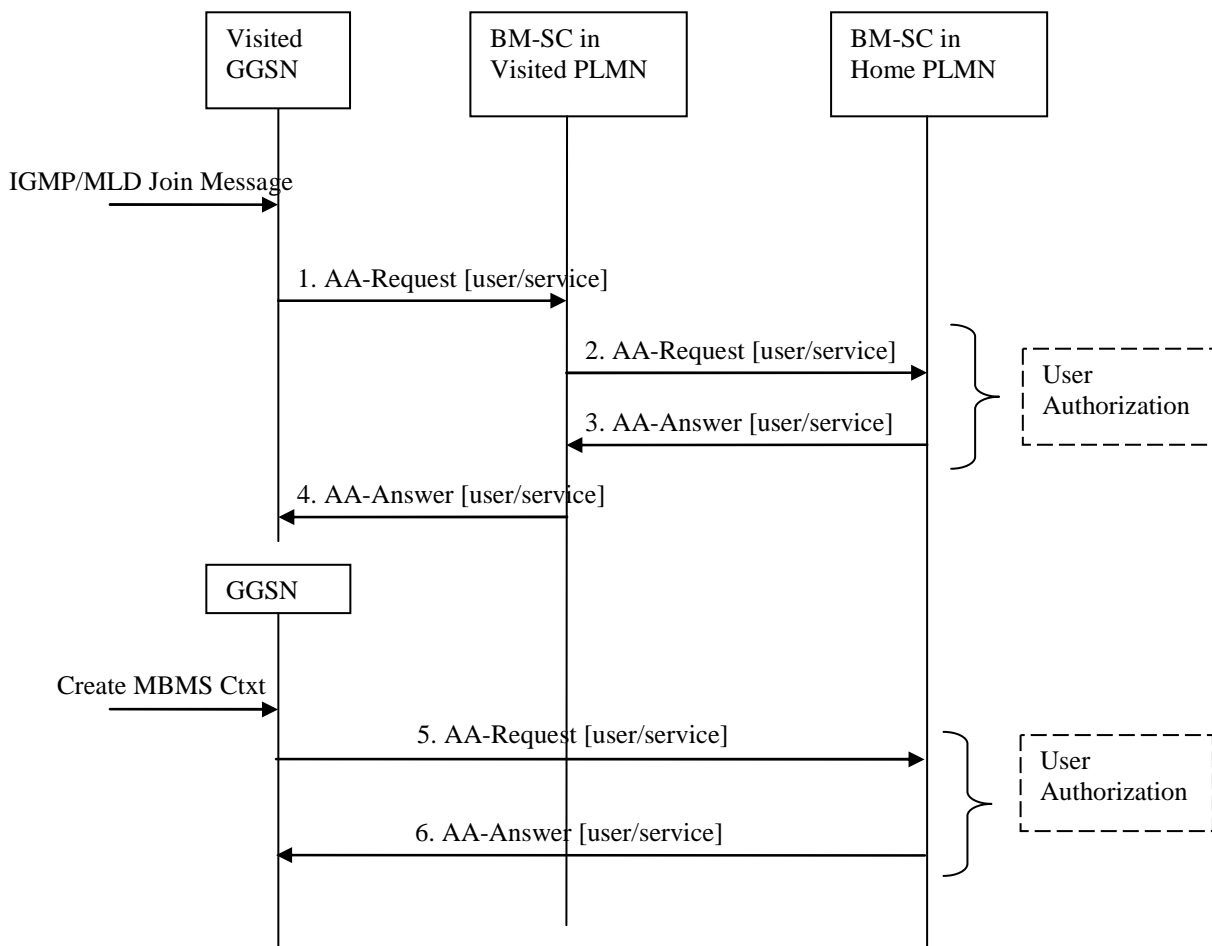 Visited
GGSN
BM-SC in
Visited PLMN
BM-SC in
Home PLMN
IGMP/MLD Join Message
1. AA-Request [user/service]
2. AA-Request [user/service]
User
Authorization
3. AA-Answer [user/service]
4. AA-Answer [user/service]
GGSN
Create MBMS Ctxt
5. AA-Request [user/service]
User
Authorization
6. AA-Answer [user/service]